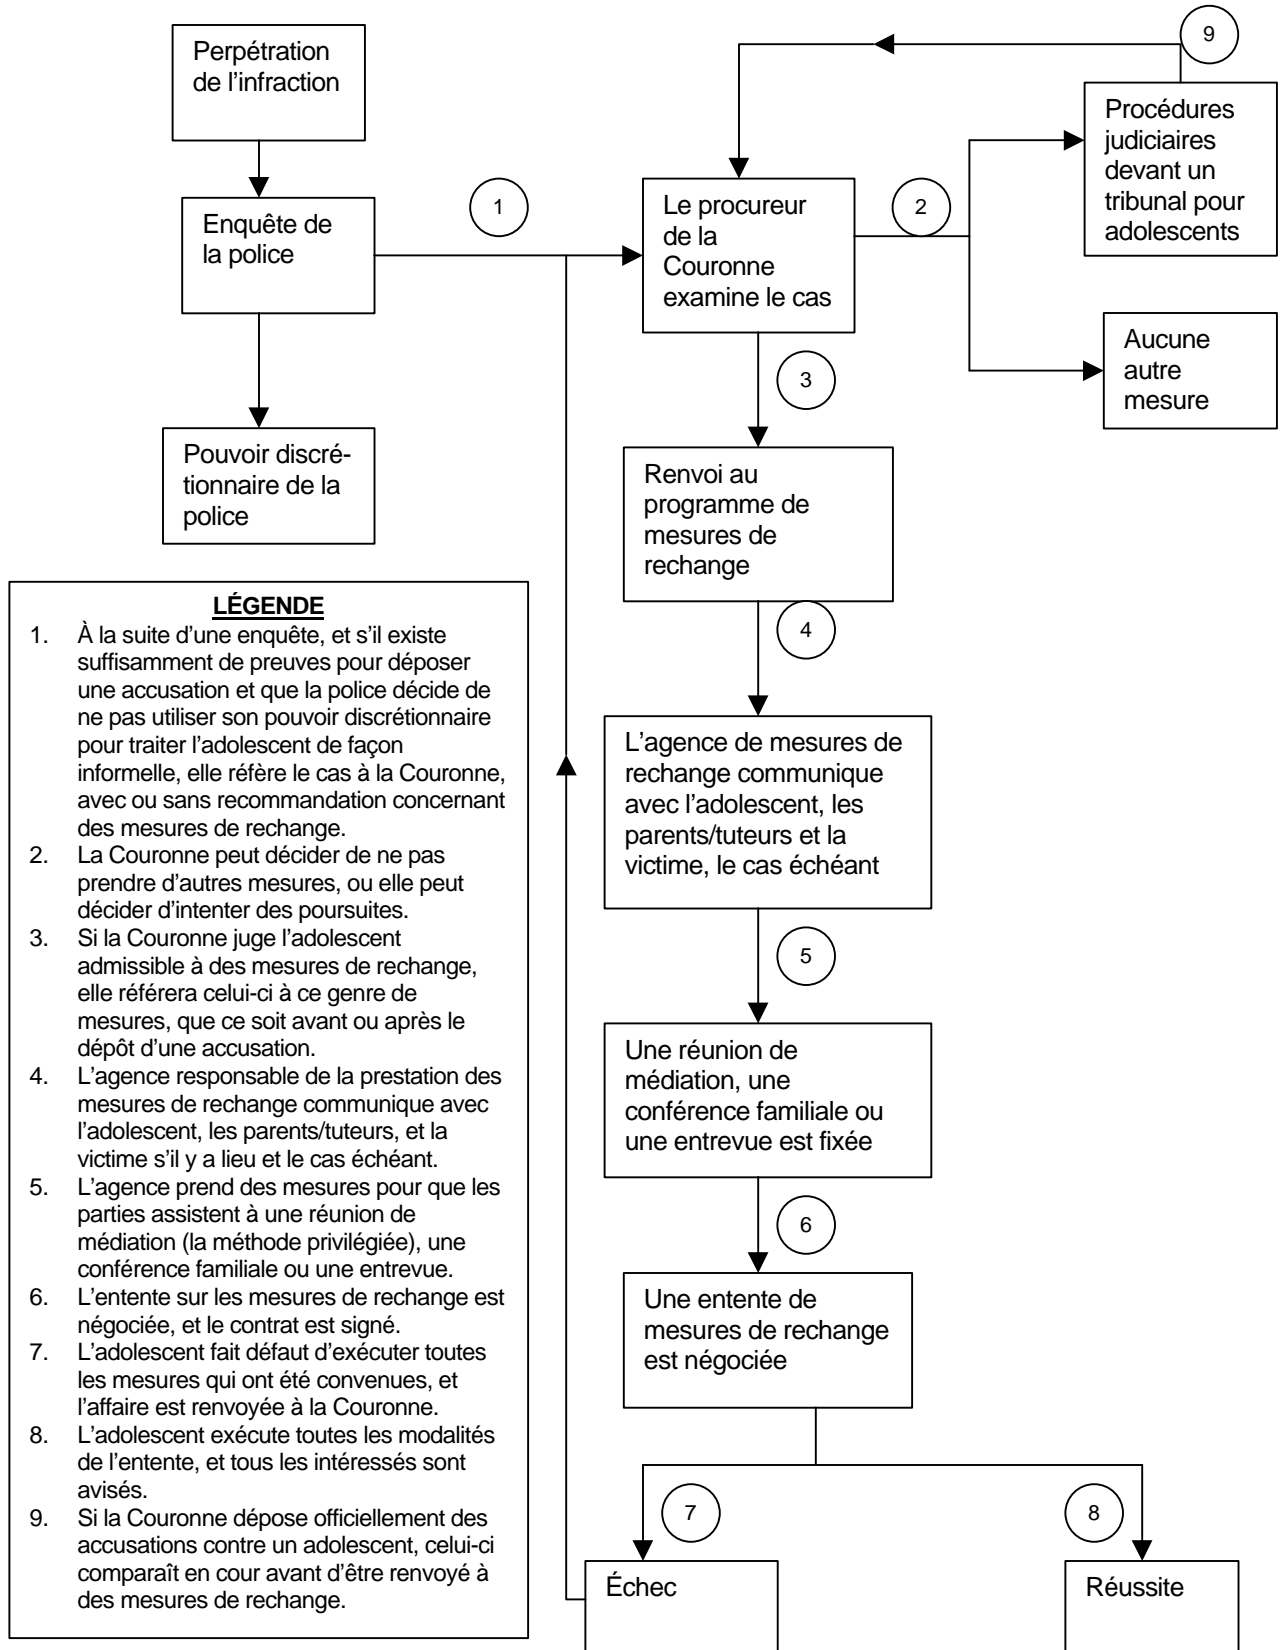 Perpétration
de l’infraction
9
Procédures
judiciaires
devant un
tribunal pour
adolescents
Enquête de
la police
1
Le procureur
de la
Couronne
examine le cas
2
Aucune
autre
mesure
3
Pouvoir discré-
tionnaire de la
police
Renvoi au
programme de
mesures de
rechange
4
LÉGENDE
1. À la suite d’une enquête, et s’il existe
suffisamment de preuves pour déposer
une accusation et que la police décide de
ne pas utiliser son pouvoir discrétionnaire
pour traiter l’adolescent de façon
informelle, elle réfère le cas à la Couronne,
avec ou sans recommandation concernant
des mesures de rechange.
2. La Couronne peut décider de ne pas
prendre d’autres mesures, ou elle peut
décider d’intenter des poursuites.
3. Si la Couronne juge l’adolescent
admissible à des mesures de rechange,
elle référera celui-ci à ce genre de
mesures, que ce soit avant ou après le
dépôt d’une accusation.
4. L’agence responsable de la prestation des
mesures de rechange communique avec
l’adolescent, les parents/tuteurs, et la
victime s’il y a lieu et le cas échéant.
5. L’agence prend des mesures pour que les
parties assistent à une réunion de
médiation (la méthode privilégiée), une
conférence familiale ou une entrevue.
6. L’entente sur les mesures de rechange est
négociée, et le contrat est signé.
7. L’adolescent fait défaut d’exécuter toutes
les mesures qui ont été convenues, et
l’affaire est renvoyée à la Couronne.
8. L’adolescent exécute toutes les modalités
de l’entente, et tous les intéressés sont
avisés.
9. Si la Couronne dépose officiellement des
accusations contre un adolescent, celui-ci
comparaît en cour avant d’être renvoyé à
des mesures de rechange.
L’agence de mesures de
rechange communique
avec l’adolescent, les
parents/tuteurs et la
victime, le cas échéant
5
Une réunion de
médiation, une
conférence familiale ou
une entrevue est fixée
6
Une entente de
mesures de rechange
est négociée
7
8
Échec
Réussite